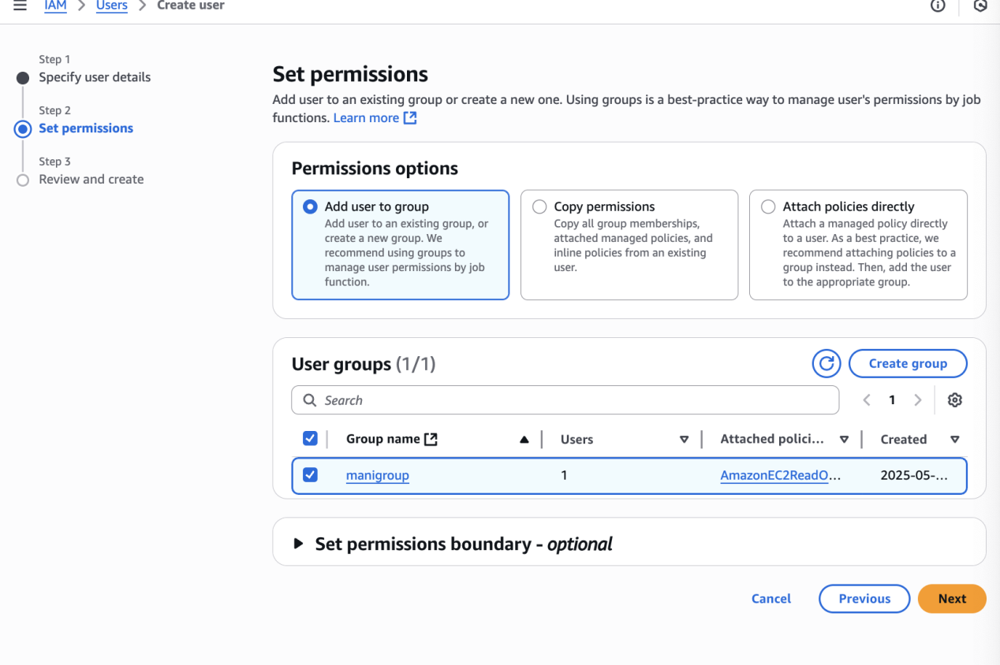 IAM > Users > Create user
Step 1
Specify user details
Step 2
Set permissions
Step 3
Review and create
Set permissions
Add user to an existing group or create a new one. Using groups is a best-practice way to manage user's permissions by job
functions. Learn more
Permissions options
Add user to group
Add user to an existing group, or
create a new group. We
recommend using groups to
manage user permissions by job
function.
Copy permissions
Copy all group memberships,
attached managed policies, and
inline policies from an existing
user.
Attach policies directly
Attach a managed policy directly
to a user. As a best practice, we
recommend attaching policies to a
group instead. Then, add the user
to the appropriate group.
User groups (1/1)
Create group
Search
1
Group name Users Attached polici... Created
manigroup 1 AmazonEC2ReadO... 2025-05-...
Set permissions boundary - optional
Cancel Previous Next